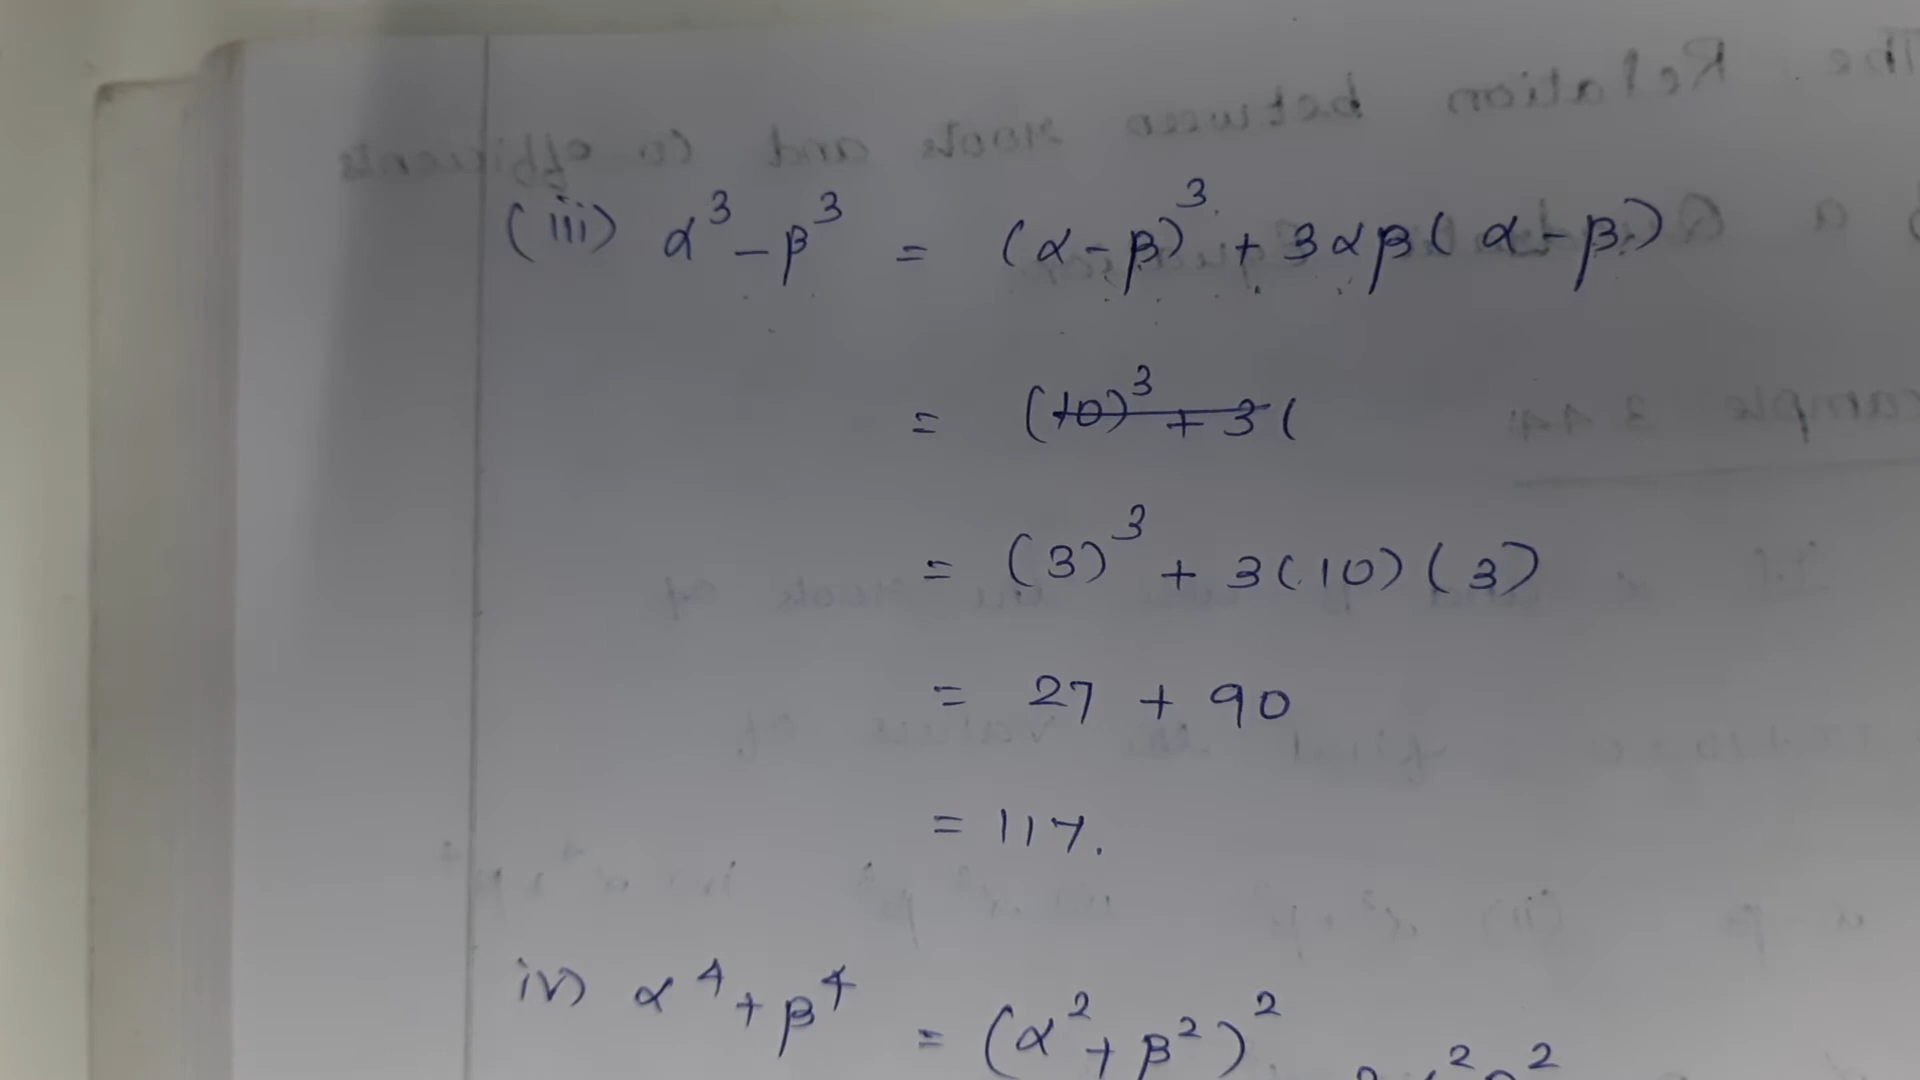 (iii) α³ - β³ = (α - β)³ + 3αβ(α - β)
= (10)³ + 3(
= (3)³ + 3(10)(3)
= 27 + 90
= 117.
iv) α⁴ + β⁴ = (α² + β²)²